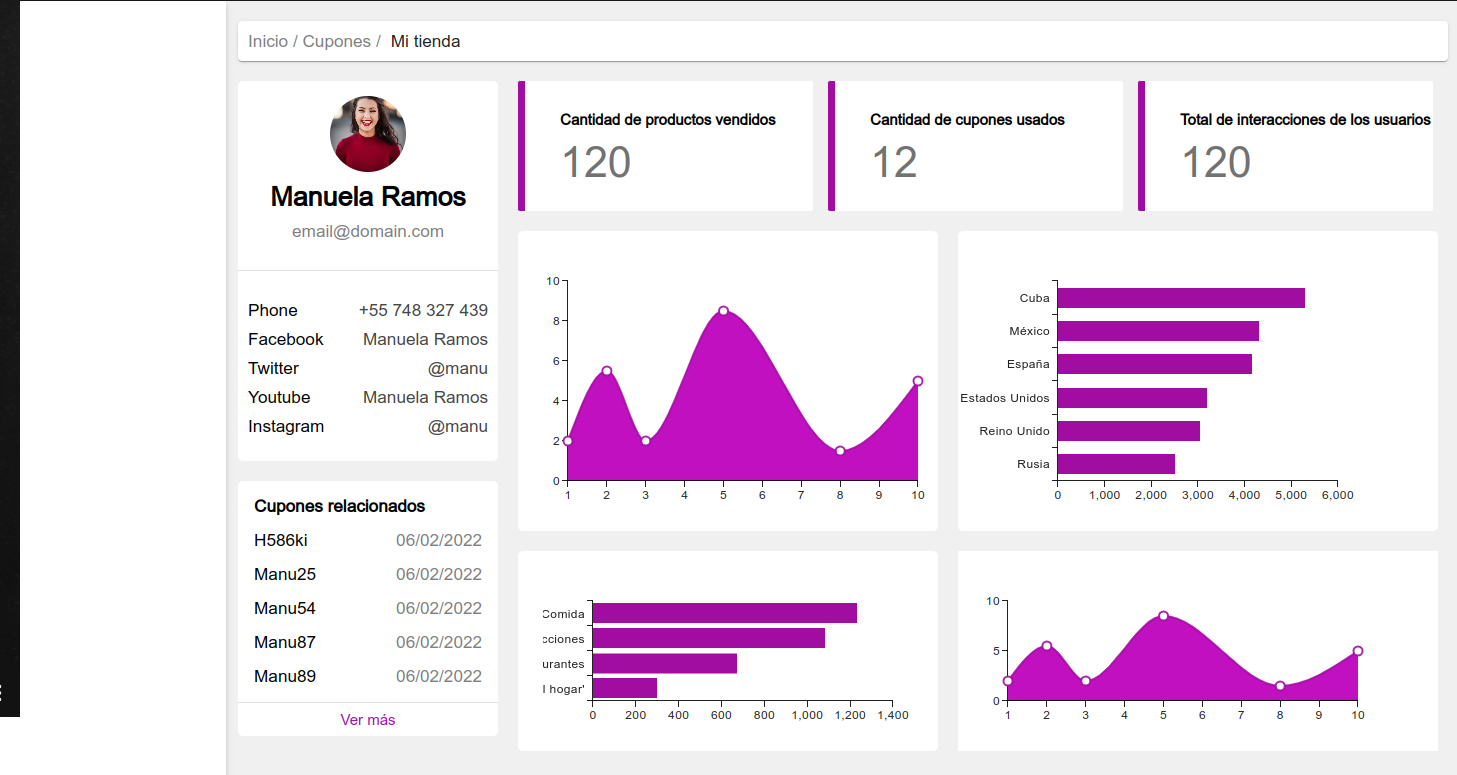 Inicio / Cupones / Mi tienda
Manuela Ramos
email@domain.com
Phone +55 748 327 439
Facebook Manuela Ramos
Twitter @manu
Youtube Manuela Ramos
Instagram @manu
Cupones relacionados
H586ki 06/02/2022
Manu25 06/02/2022
Manu54 06/02/2022
Manu87 06/02/2022
Manu89 06/02/2022
Ver más
Cantidad de productos vendidos
120
Cantidad de cupones usados
12
Total de interacciones de los usuarios
120
10
8
6
4
2
0
1 2 3 4 5 6 7 8 9 10
Cuba
México
España
Estados Unidos
Reino Unido
Rusia
0 1,000 2,000 3,000 4,000 5,000 6,000
Comida
cciones
urantes
l hogar'
0 200 400 600 800 1,000 1,200 1,400
10
5
0
1 2 3 4 5 6 7 8 9 10